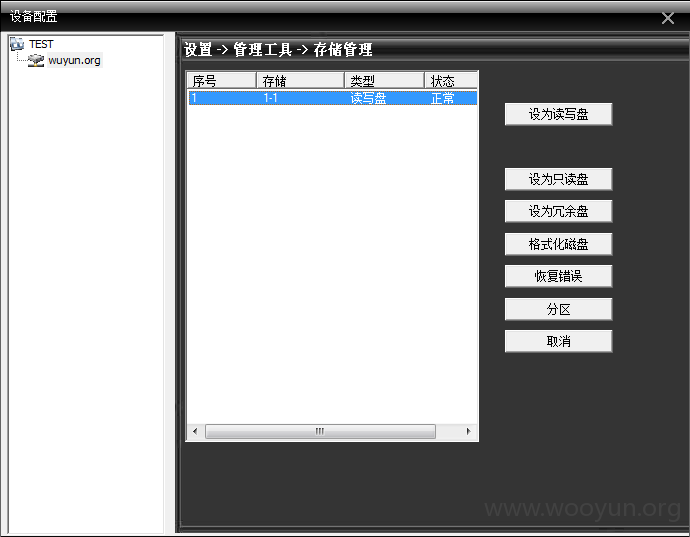 设备配置
TEST
wuyun.org
设置 -> 管理工具 -> 存储管理
序号 存储 类型 状态
1 1-1 读写盘 正常
设为读写盘
设为只读盘
设为冗余盘
格式化磁盘
恢复错误
分区
取消
www.wooyun.org